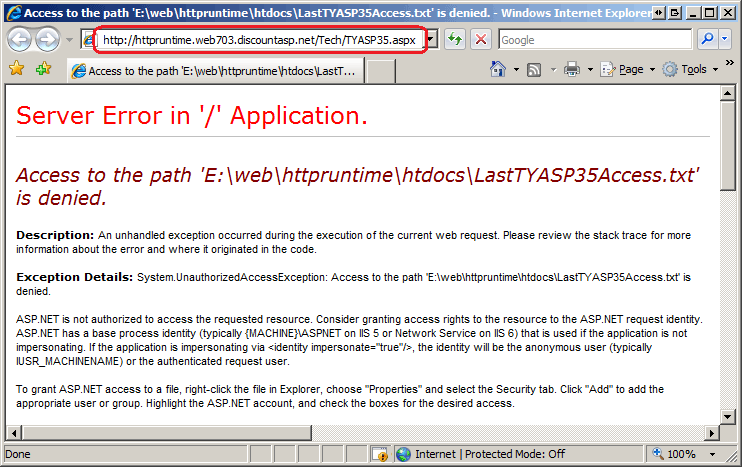 Access to the path 'E:\web\httpruntime\htdocs\LastTYASP35Access.txt' is denied. - Windows Internet Explorer
http://httpruntime.web703.discountasp.net/Tech/TYASP35.aspx
Google
Access to the path 'E:\web\httpruntime\htdocs\LastT...
Page
Tools
Server Error in '/' Application.
Access to the path 'E:\web\httpruntime\htdocs\LastTYASP35Access.txt'
is denied.
Description: An unhandled exception occurred during the execution of the current web request. Please review the stack trace for more
information about the error and where it originated in the code.
Exception Details: System.UnauthorizedAccessException: Access to the path 'E:\web\httpruntime\htdocs\LastTYASP35Access.txt' is
denied.
ASP.NET is not authorized to access the requested resource. Consider granting access rights to the resource to the ASP.NET request identity.
ASP.NET has a base process identity (typically {MACHINE}\ASPNET on IIS 5 or Network Service on IIS 6) that is used if the application is not
impersonating. If the application is impersonating via <identity impersonate="true"/>, the identity will be the anonymous user (typically
IUSR_MACHINENAME) or the authenticated request user.
To grant ASP.NET access to a file, right-click the file in Explorer, choose "Properties" and select the Security tab. Click "Add" to add the
appropriate user or group. Highlight the ASP.NET account, and check the boxes for the desired access.
Done
Internet | Protected Mode: Off
100%